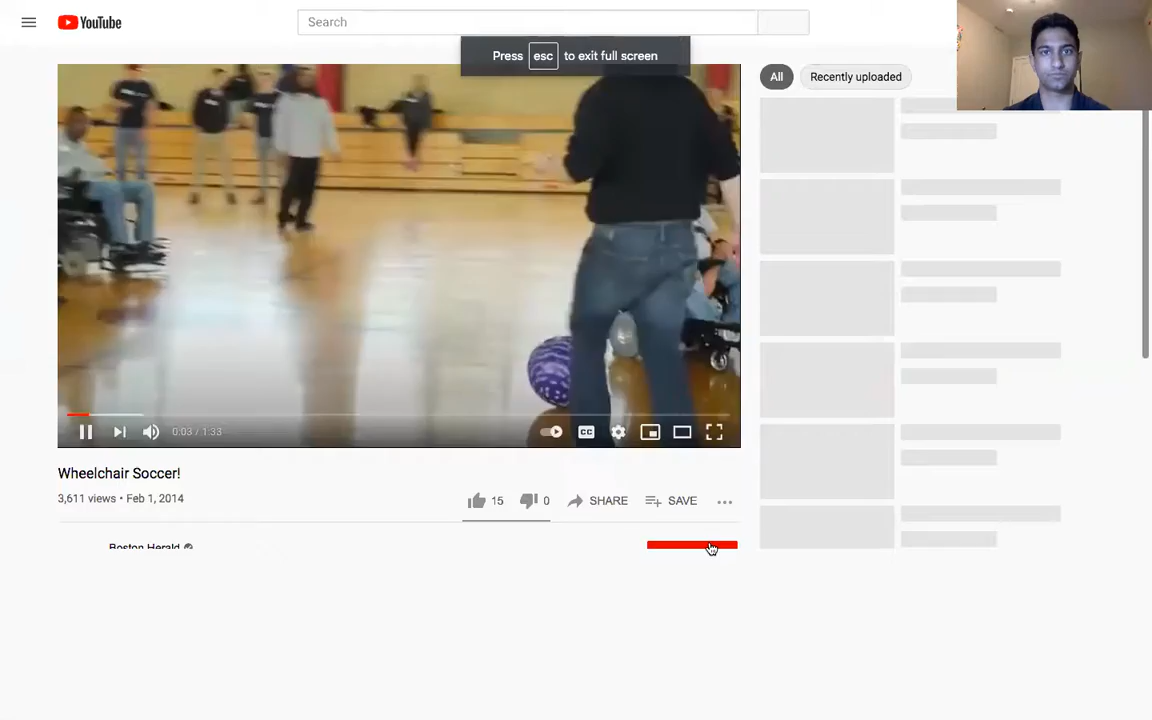 YouTube
Search
Press esc to exit full screen
All
Recently uploaded
0:03 / 1:33
CC
Wheelchair Soccer!
3,611 views • Feb 1, 2014
15
0
SHARE
SAVE
Boston Herald